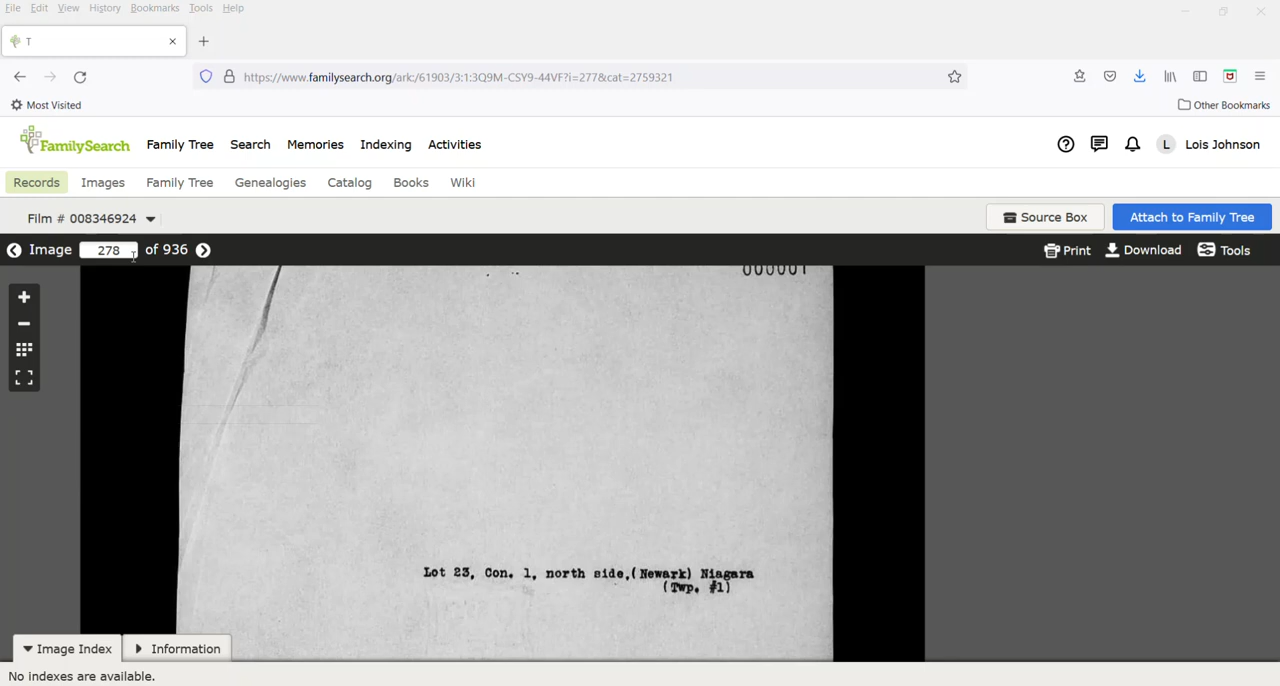 File Edit View History Bookmarks Tools Help
T
https://www.familysearch.org/ark:/61903/3:1:3Q9M-CSY9-44VF?i=277&cat=2759321
Most Visited
Other Bookmarks
FamilySearch
Family Tree Search Memories Indexing Activities
L Lois Johnson
Records Images Family Tree Genealogies Catalog Books Wiki
Film # 008346924
Source Box
Attach to Family Tree
Image 278 of 936
Print Download Tools
000001
Lot 23, Con. 1, north side,(Newark) Niagara
(Twp. #1)
Image Index
Information
No indexes are available.